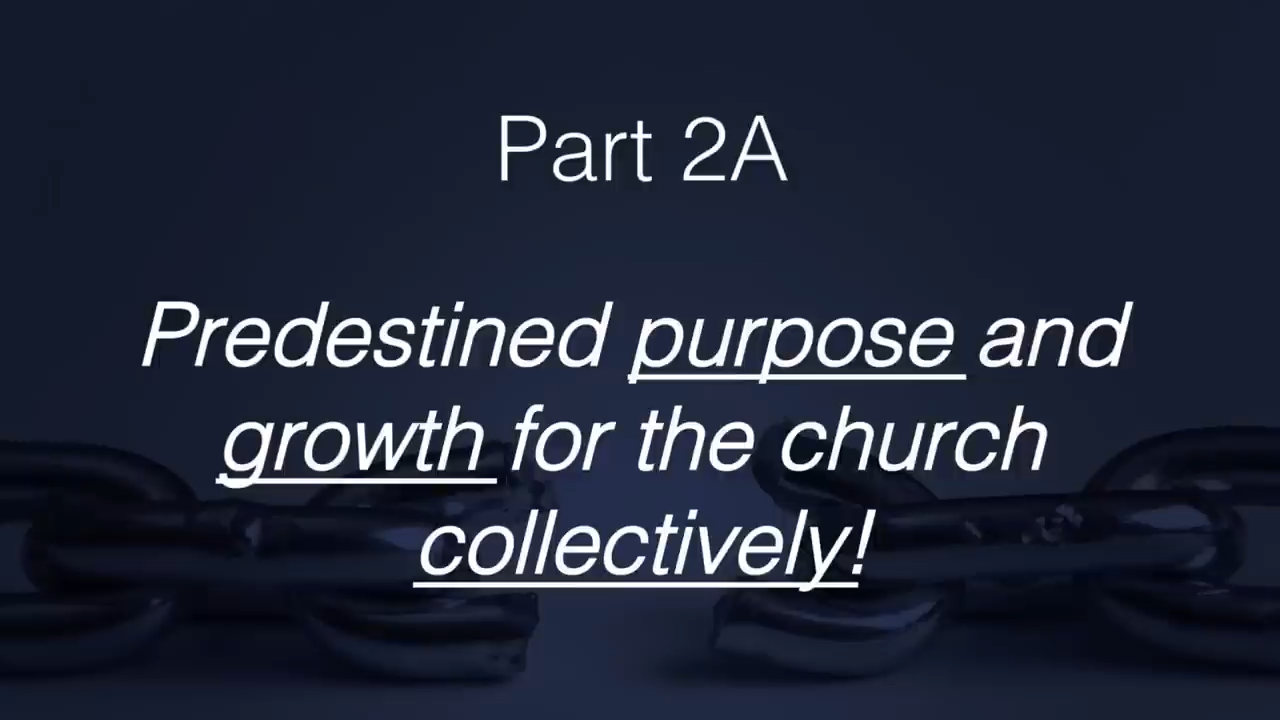 Part 2A
Predestined purpose and
growth for the church
collectively!